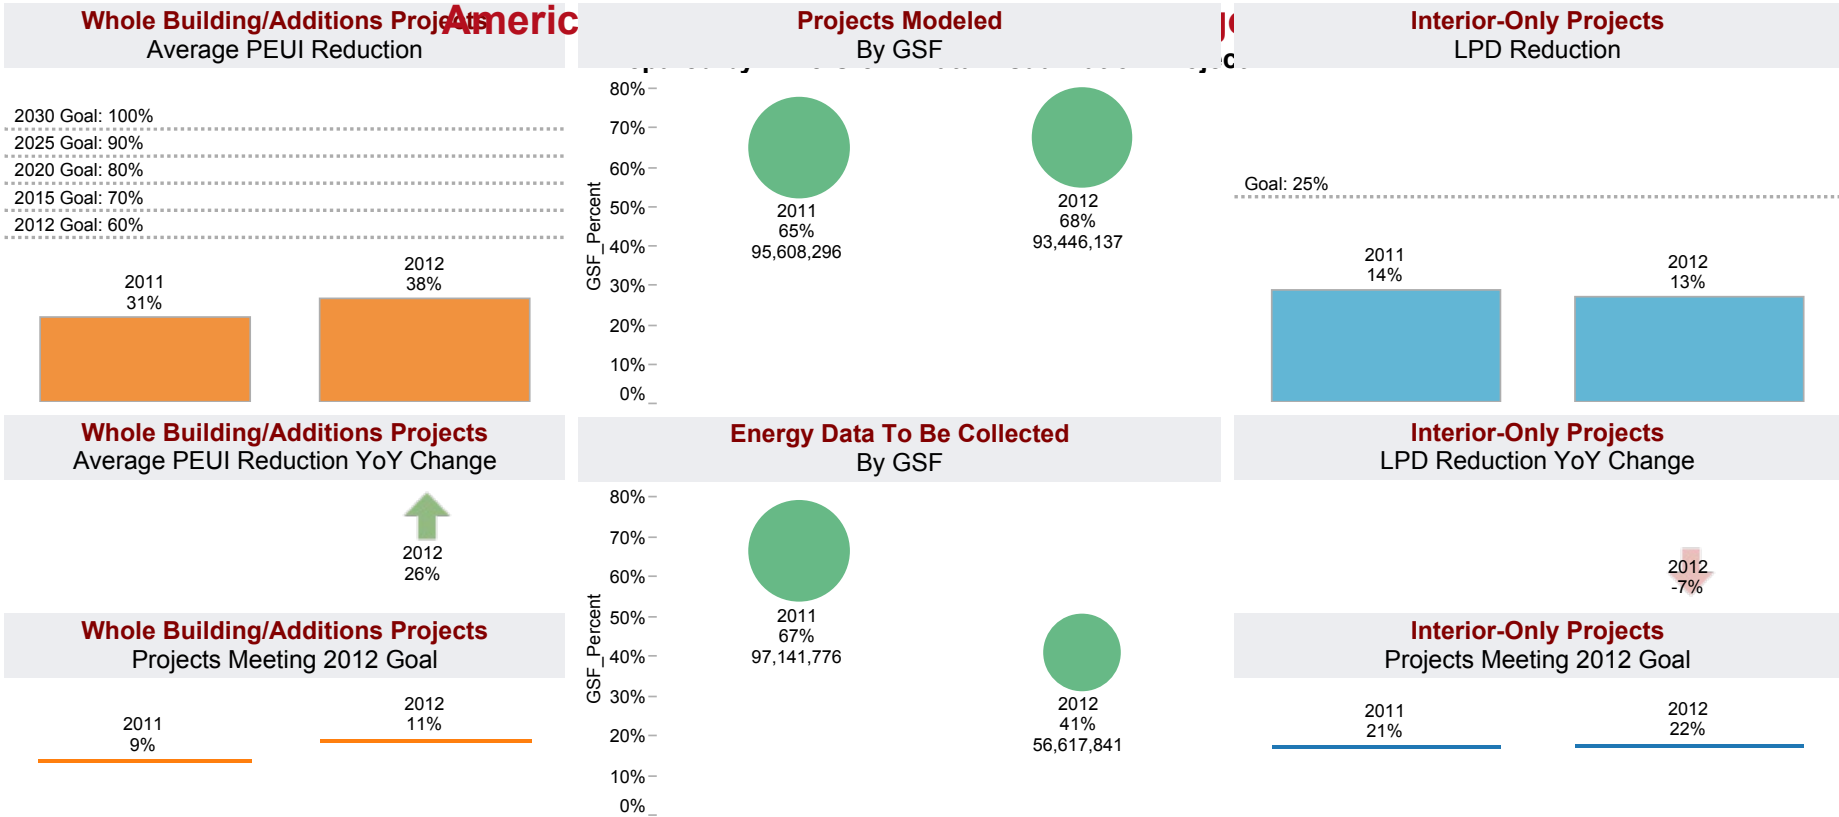 Whole Building/Additions Projects
Average PEUI Reduction
2030 Goal: 100%
2025 Goal: 90%
2020 Goal: 80%
2015 Goal: 70%
2012 Goal: 60%
2011
31%
2012
38%
Whole Building/Additions Projects
Average PEUI Reduction YoY Change
2012
26%
Whole Building/Additions Projects
Projects Meeting 2012 Goal
2011
9%
2012
11%
Americ
Projects Modeled
By GSF
GSF_Percent
80%
70%
60%
50%
40%
30%
20%
10%
0%
2011
65%
95,608,296
2012
68%
93,446,137
Energy Data To Be Collected
By GSF
GSF_Percent
80%
70%
60%
50%
40%
30%
20%
10%
0%
2011
67%
97,141,776
2012
41%
56,617,841
Interior-Only Projects
LPD Reduction
Goal: 25%
2011
14%
2012
13%
Interior-Only Projects
LPD Reduction YoY Change
2012
-7%
Interior-Only Projects
Projects Meeting 2012 Goal
2011
21%
2012
22%